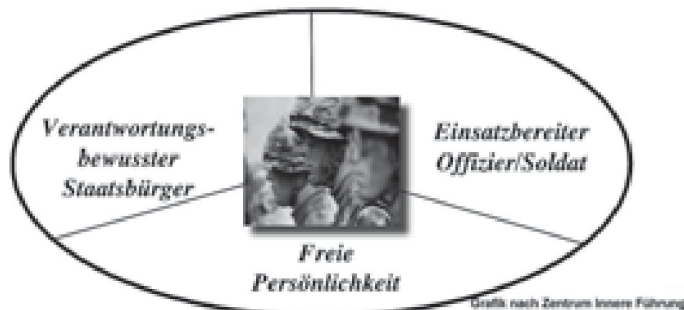 Verantwortungs-
bewusster
Staatsbürger
Einsatzbereiter
Offizier/Soldat
Freie
Persönlichkeit
Grafik nach Zentrum Innere Führung